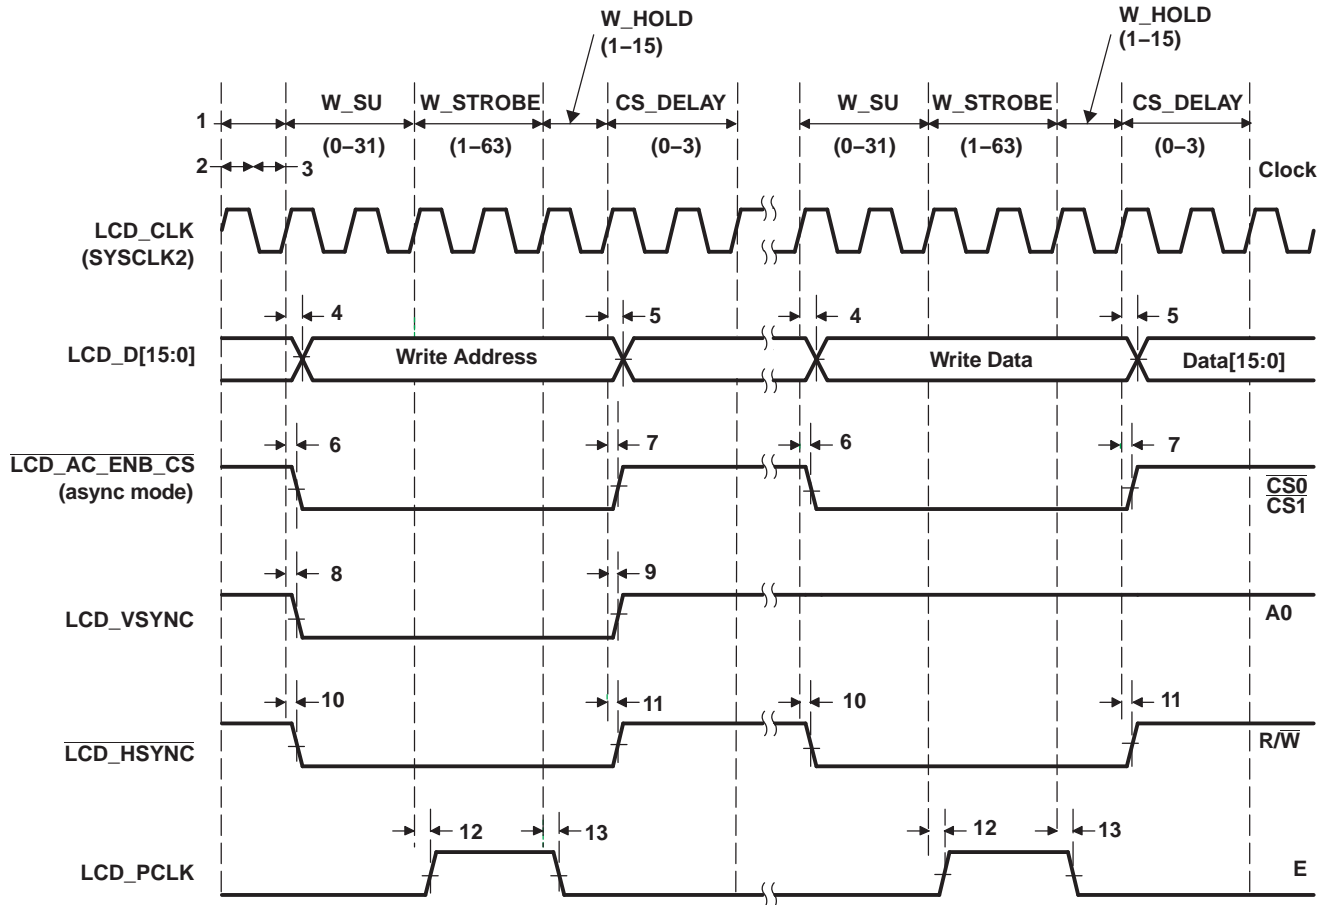 W_HOLD
(1–15)
W_HOLD
(1–15)
W_SU
W_STROBE
CS_DELAY
W_SU
W_STROBE
CS_DELAY
1
(0–31)
(1–63)
(0–3)
(0–31)
(1–63)
(0–3)
2
3
Clock
LCD_CLK
(SYSCLK2)
4
5
4
5
LCD_D[15:0]
Write Address
Write Data
Data[15:0]
6
7
6
7
LCD_AC_ENB_CS
(async mode)
CS0
CS1
8
9
LCD_VSYNC
A0
10
11
10
11
LCD_HSYNC
R/W
12
13
12
13
LCD_PCLK
E